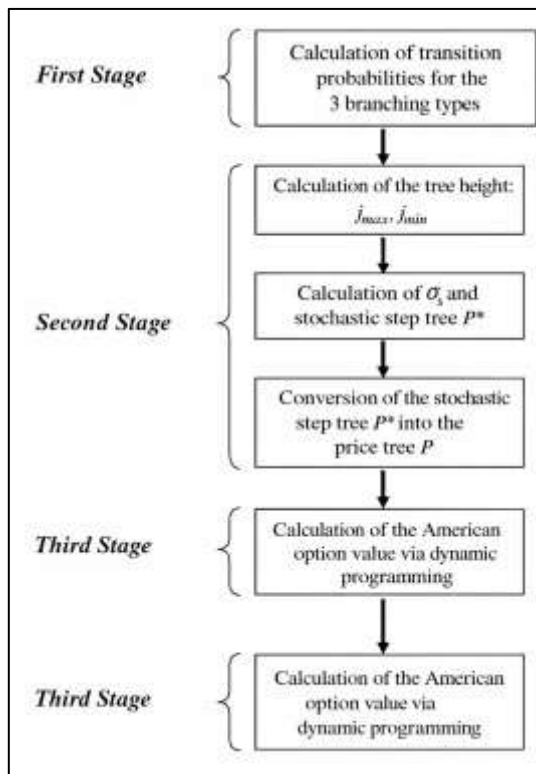 First Stage
Calculation of transition
probabilities for the
3 branching types
Second Stage
Calculation of the tree height:
jmax, jmin
Calculation of σs and
stochastic step tree P*
Conversion of the stochastic
step tree P* into the
price tree P
Third Stage
Calculation of the American
option value via dynamic
programming
Third Stage
Calculation of the American
option value via
dynamic programming